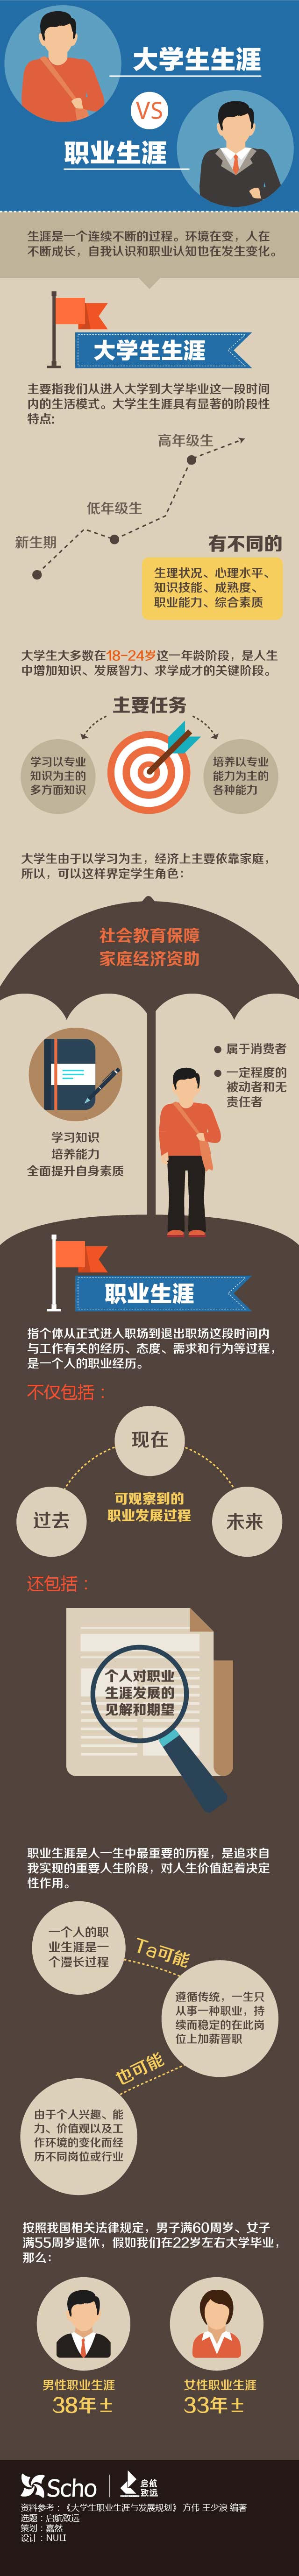 大学生生涯
VS
职业生涯
生涯是一个连续不断的过程。环境在变，人在
不断成长，自我认识和职业认知也在发生变化。
大学生生涯
主要指我们从进人大学到大学毕业这一段时间
内的生活模式。大学生生涯具有显著的阶段性
特点:
高年级生
低年级生
新生期
有不同的
生理状况、心理水平、
知识技能、成熟度、
职业能力、综合素质
大学生大多数在18-24岁这一年龄阶段，是人生
中增加知识、发展智力、求学成才的关键阶段。
主要任务
学习以专业
知识为主的
多方面知识
培养以专业
能力为主的
各种能力
大学生由于以学习为主，经济上主要依靠家庭，
所以，可以这样界定学生角色：
社会教育保障
家庭经济资助
学习知识
培养能力
全面提升自身素质
属于消费者
一定程度的
被动者和无
责任者
职业生涯
指个体从正式进入职场到退出职场这段时间内
与工作有关的经历、态度、需求和行为等过程，
是一个人的职业经历。
不仅包括：
现在
过去
可观察到的
职业发展过程
未来
还包括：
个人对职业
生涯发展的
见解和期望
职业生涯是人一生中最重要的历程，是追求自
我实现的重要人生阶段，对人生价值起着决定
性作用。
一个人的职
业生涯是一
个漫长过程
Ta可能
遵循传统，一生只
从事一种职业，持
续而稳定的在此岗
位上加薪晋职
也可能
由于个人兴趣、能
力、价值观以及工
作环境的变化而经
历不同岗位或行业
按照我国相关法律规定，男子满60周岁、女子
满55周岁退休，假如我们在22岁左右大学毕业，
那么：
男性职业生涯
38年±
女性职业生涯
33年±
Scho
启航
致远
资料参考：《大学生职业生涯与发展规划》 方伟 王少浪 编著
选题：启航致远
策划：嘉然
设计：NULI